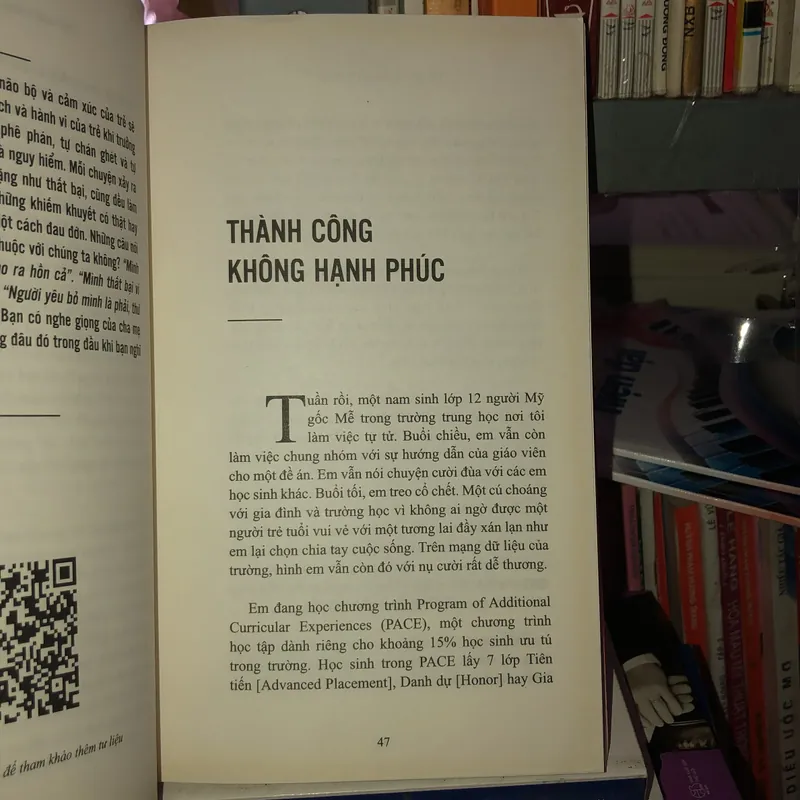 não bộ và cảm xúc của trẻ sẽ
và hành vi của trẻ khi trưởng
phê phán, tự chán ghét và tự
nguy hiểm. Mỗi chuyện xảy ra
như thất bại, cũng đều làm
những khiếm khuyết có thật hay
một cách đau đớn. Những câu nói
thuộc với chúng ta không? “Mình
ra hồn cả”. “Mình thất bại vì
“Người yêu bỏ mình là phải, thứ
Bạn có nghe giọng của cha mẹ
đâu đó trong đầu khi bạn nghĩ
để tham khảo thêm tư liệu
THÀNH CÔNG
KHÔNG HẠNH PHÚC
Tuần rồi, một nam sinh lớp 12 người Mỹ
gốc Mễ trong trường trung học nơi tôi
làm việc tự tử. Buổi chiều, em vẫn còn
làm việc chung nhóm với sự hướng dẫn của giáo viên
cho một đề án. Em vẫn nói chuyện cười đùa với các em
học sinh khác. Buổi tối, em treo cổ chết. Một cú choáng
với gia đình và trường học vì không ai ngờ được một
người trẻ tuổi vui vẻ với một tương lai đầy xán lạn như
em lại chọn chia tay cuộc sống. Trên mạng dữ liệu của
trường, hình em vẫn còn đó với nụ cười rất dễ thương.
Em đang học chương trình Program of Additional
Curricular Experiences (PACE), một chương trình
học tập dành riêng cho khoảng 15% học sinh ưu tú
trong trường. Học sinh trong PACE lấy 7 lớp Tiên
tiến [Advanced Placement], Danh dự [Honor] hay Gia
47
NXB